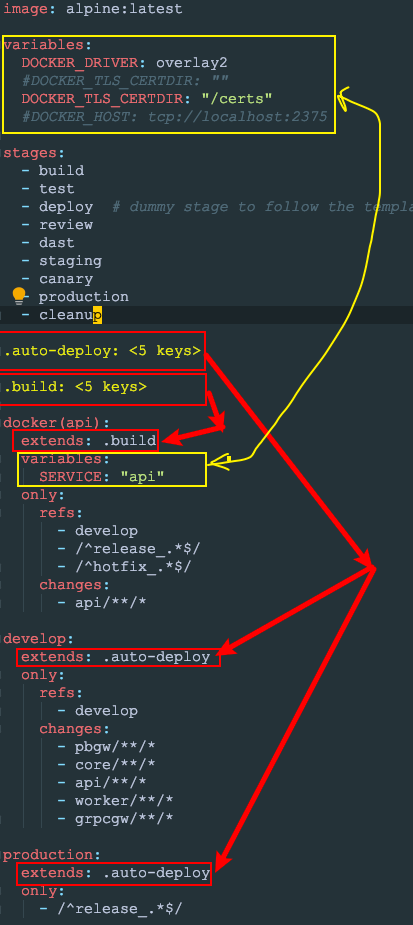 image: alpine:latest
variables:
DOCKER_DRIVER: overlay2
#DOCKER_TLS_CERTDIR: ""
DOCKER_TLS_CERTDIR: "/certs"
#DOCKER_HOST: tcp://localhost:2375
stages:
- build
- test
- deploy # dummy stage to follow the templa
- review
- dast
- staging
- canary
- production
- cleanup
.auto-deploy: <5 keys>
.build: <5 keys>
docker(api):
extends: .build
variables:
SERVICE: "api"
only:
refs:
- develop
- /^release_.*$/
- /^hotfix_.*$/
changes:
- api/**/*
develop:
extends: .auto-deploy
only:
refs:
- develop
changes:
- pbgw/**/*
- core/**/*
- api/**/*
- worker/**/*
- grpcgw/**/*
production:
extends: .auto-deploy
only:
- /^release_.*$/